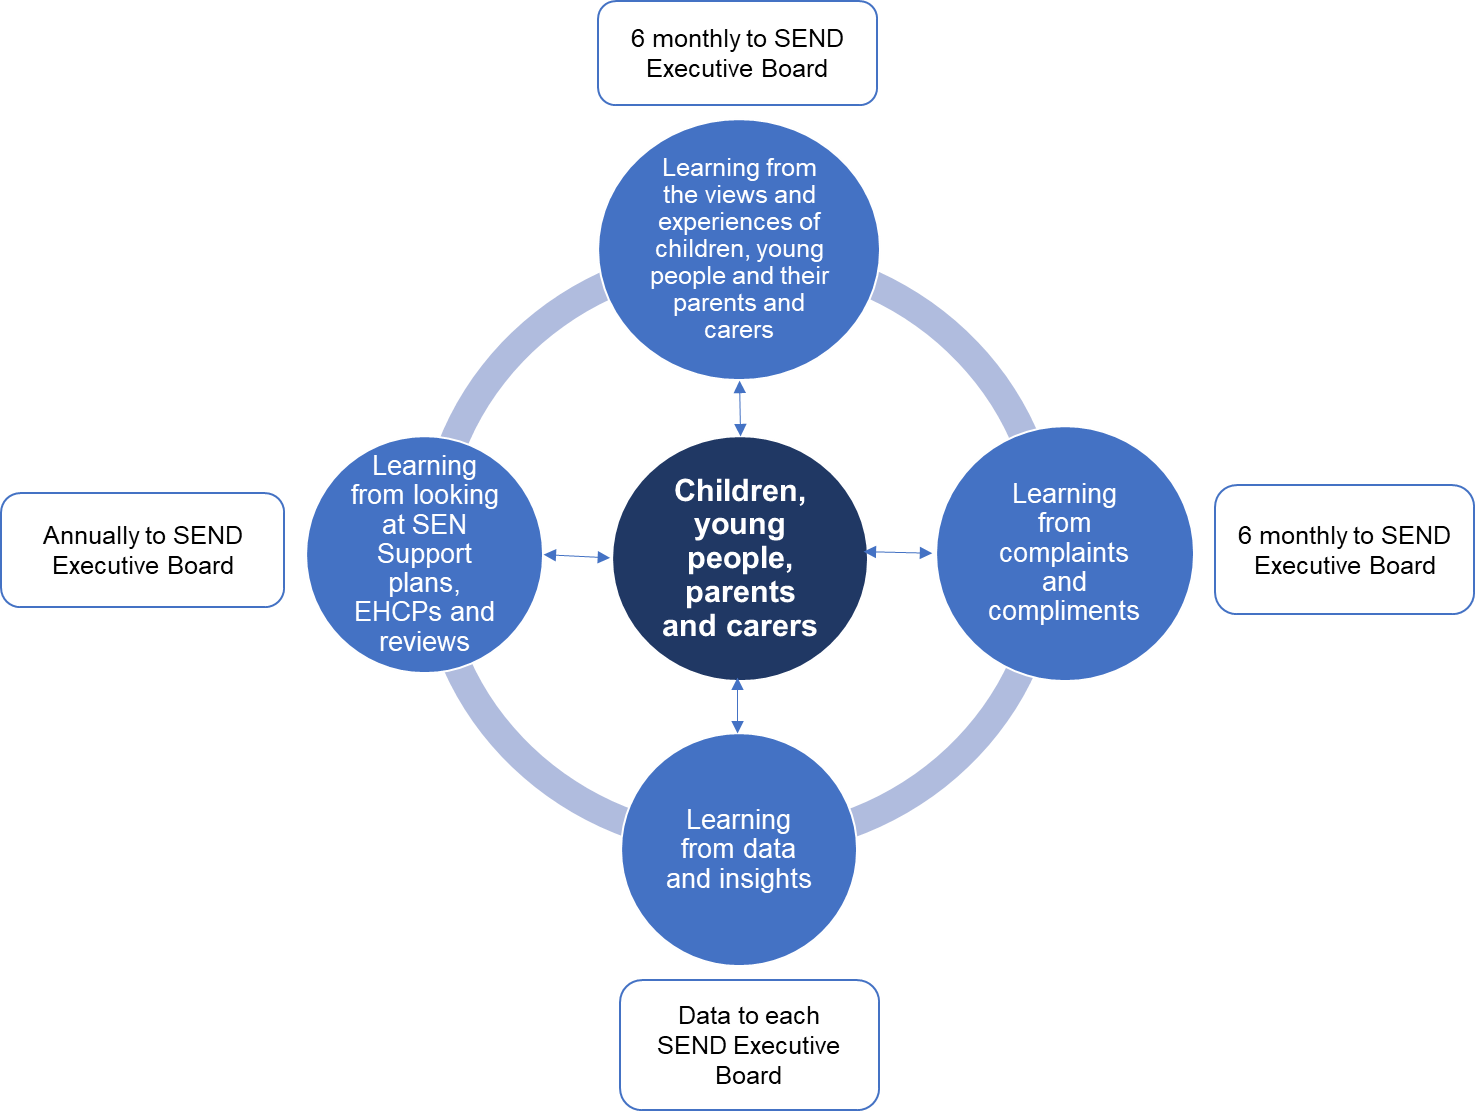 6 monthly to SEND
Executive Board
Learning from
the views and
experiences of
children, young
people and their
parents and
carers
Learning
from looking
at SEN
Support
plans,
EHCPs and
reviews
Annually to SEND
Executive Board
Children,
young
people,
parents
and carers
Learning
from
complaints
and
compliments
6 monthly to SEND
Executive Board
Learning
from data
and insights
Data to each
SEND Executive
Board